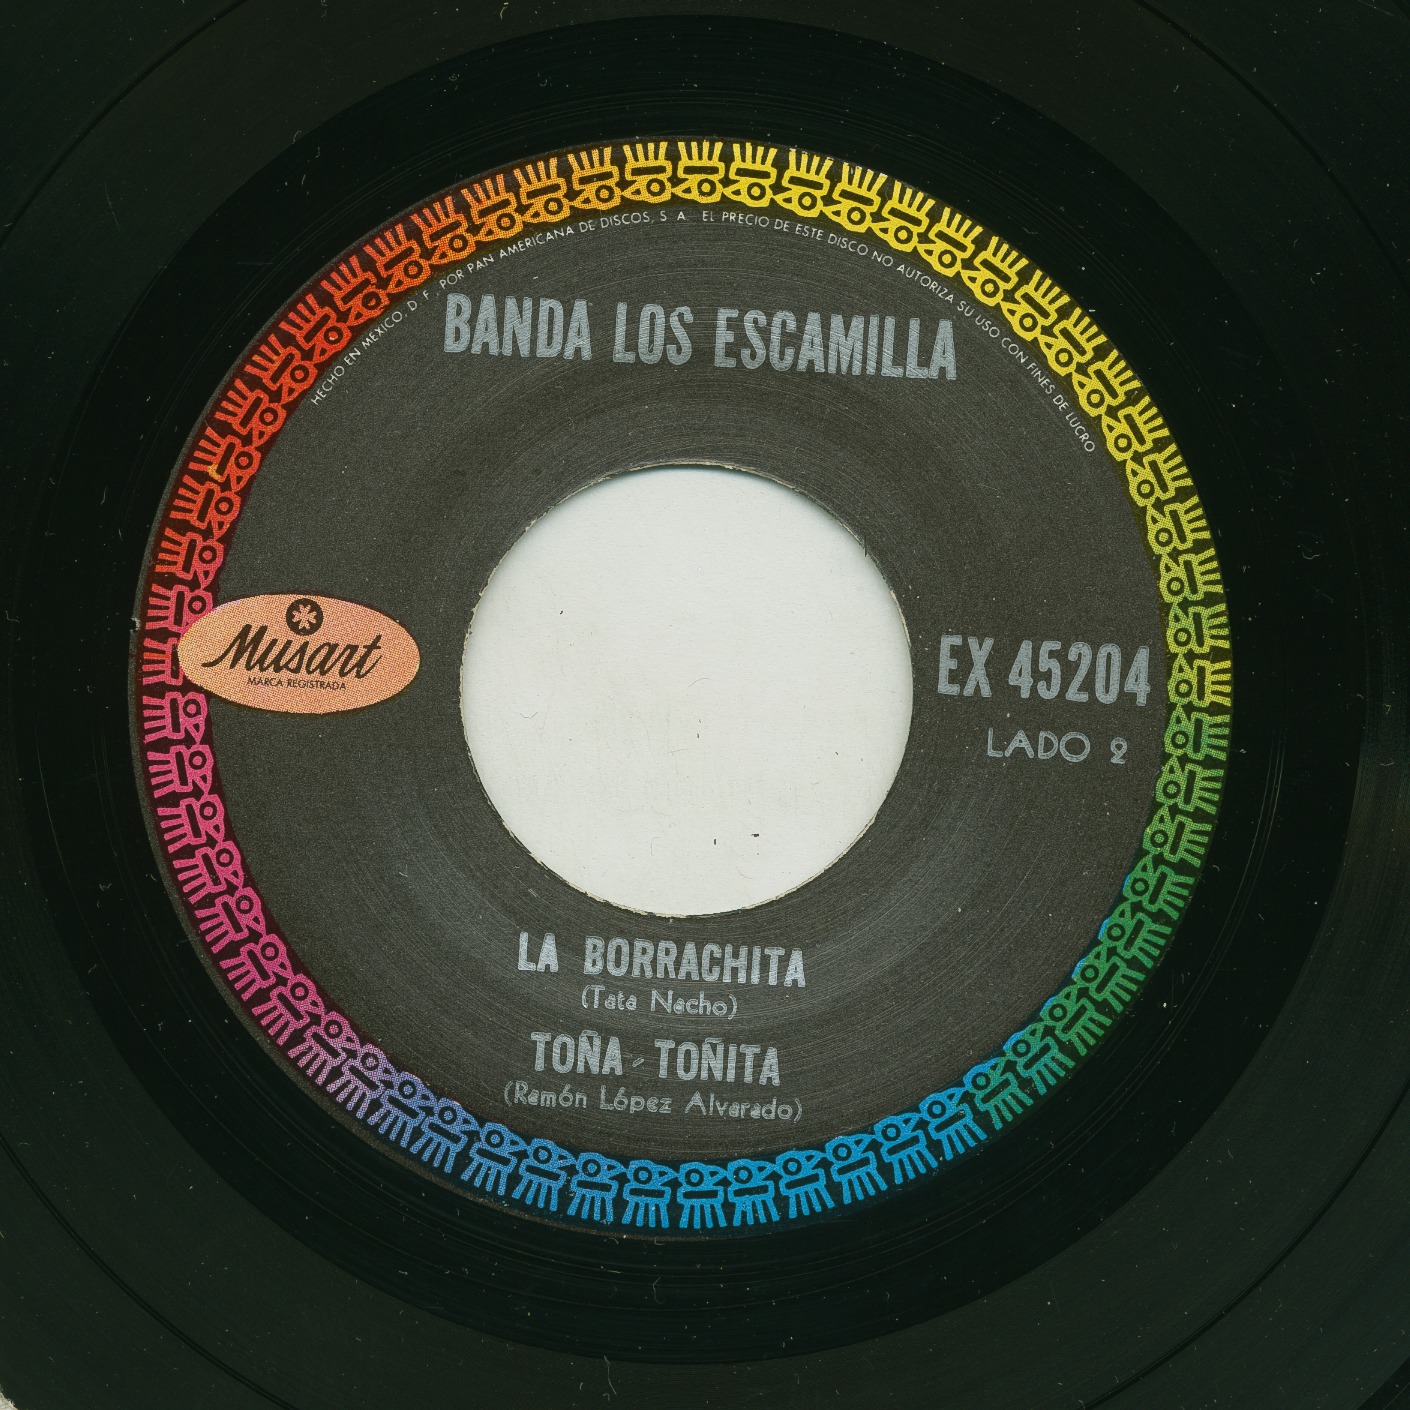 HECHO EN MEXICO, D. F. POR PAN AMERICANA DE DISCOS, S. A. EL PRECIO DE ESTE DISCO NO AUTORIZA SU USO CON FINES DE LUCRO
BANDA LOS ESCAMILLA
Musart
MARCA REGISTRADA
EX 45204
LADO 2
LA BORRACHITA
(Tata Nacho)
TOÑA-TOÑITA
(Ramón López Alvarado)